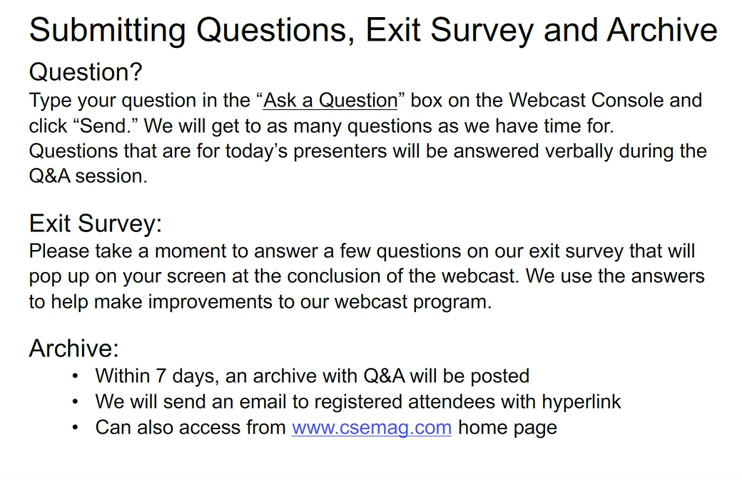 Submitting Questions, Exit Survey and Archive
Question?
Type your question in the “Ask a Question” box on the Webcast Console and
click “Send.” We will get to as many questions as we have time for.
Questions that are for today’s presenters will be answered verbally during the
Q&A session.
Exit Survey:
Please take a moment to answer a few questions on our exit survey that will
pop up on your screen at the conclusion of the webcast. We use the answers
to help make improvements to our webcast program.
Archive:
• Within 7 days, an archive with Q&A will be posted
• We will send an email to registered attendees with hyperlink
• Can also access from www.csemag.com home page